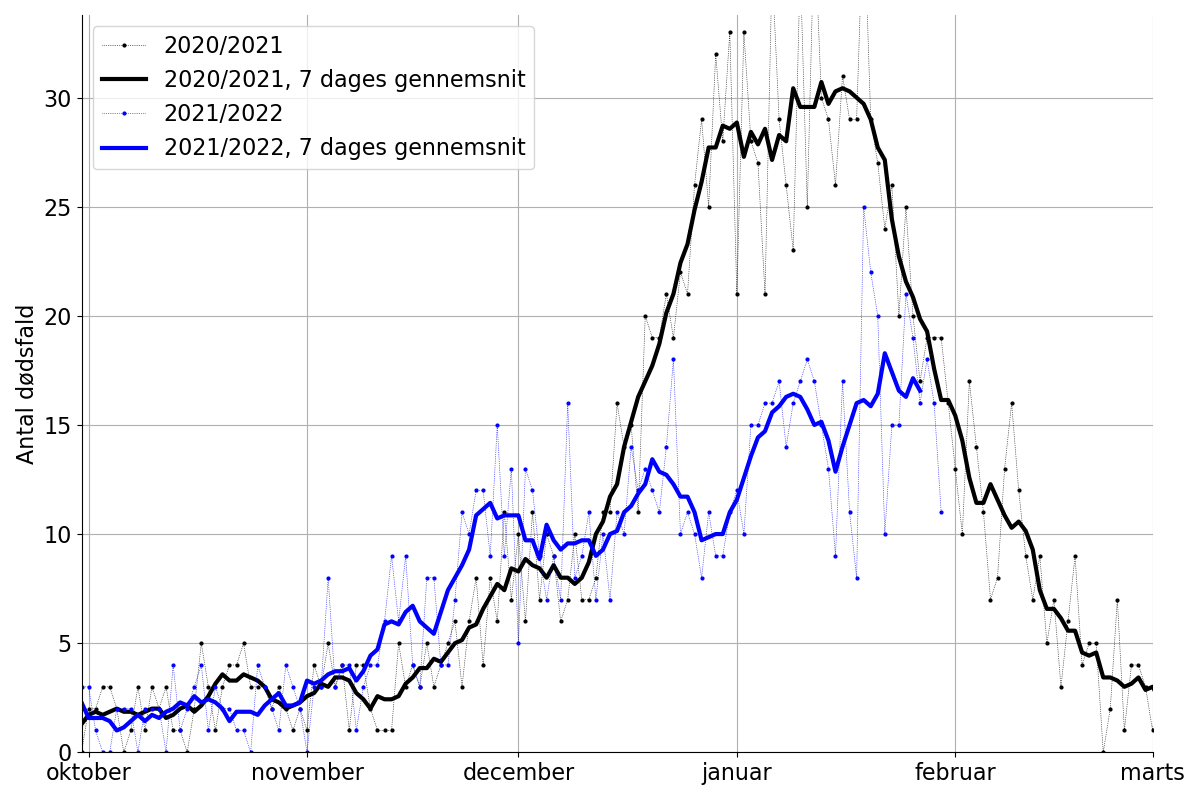 2020/2021
2020/2021, 7 dages gennemsnit
2021/2022
2021/2022, 7 dages gennemsnit
Antal dødsfald
30
25
20
15
10
5
0
oktober november december januar februar marts